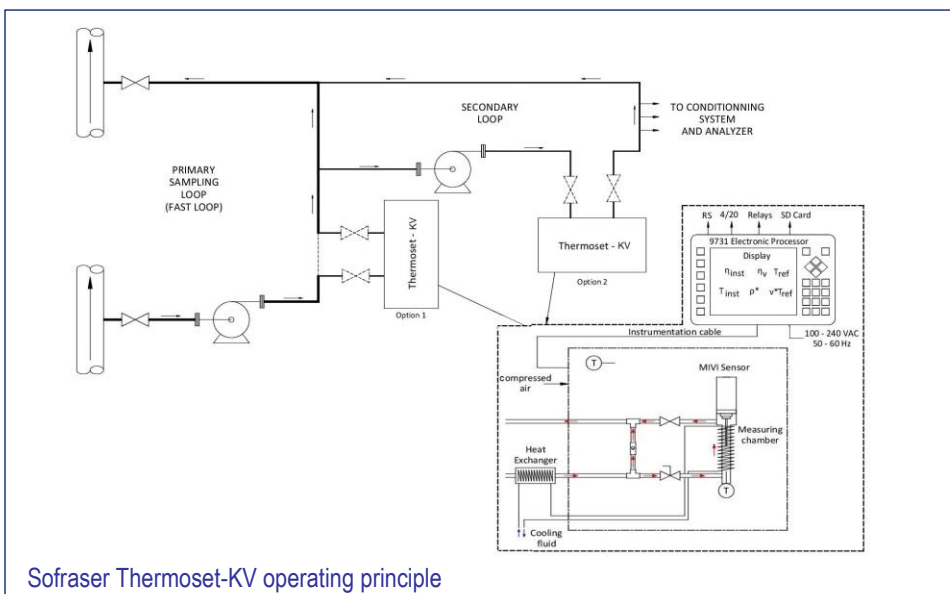 PRIMARY
SAMPLING
LOOP
(FAST LOOP)
SECONDARY
LOOP
TO CONDITIONNING
SYSTEM
AND ANALYZER
Thermoset - KV
Option 1
Thermoset - KV
Option 2
RS 4/20 Relays SD Card
9731 Electronic Processor
Display
ηinst ηv Tref
Tinst ρ* v*Tref
Instrumentation cable
100 - 240 VAC
50 - 60 Hz
T
compressed
air
MIVI Sensor
Measuring
chamber
Heat
Exchanger
T
Cooling
fluid
Sofraser Thermoset-KV operating principle